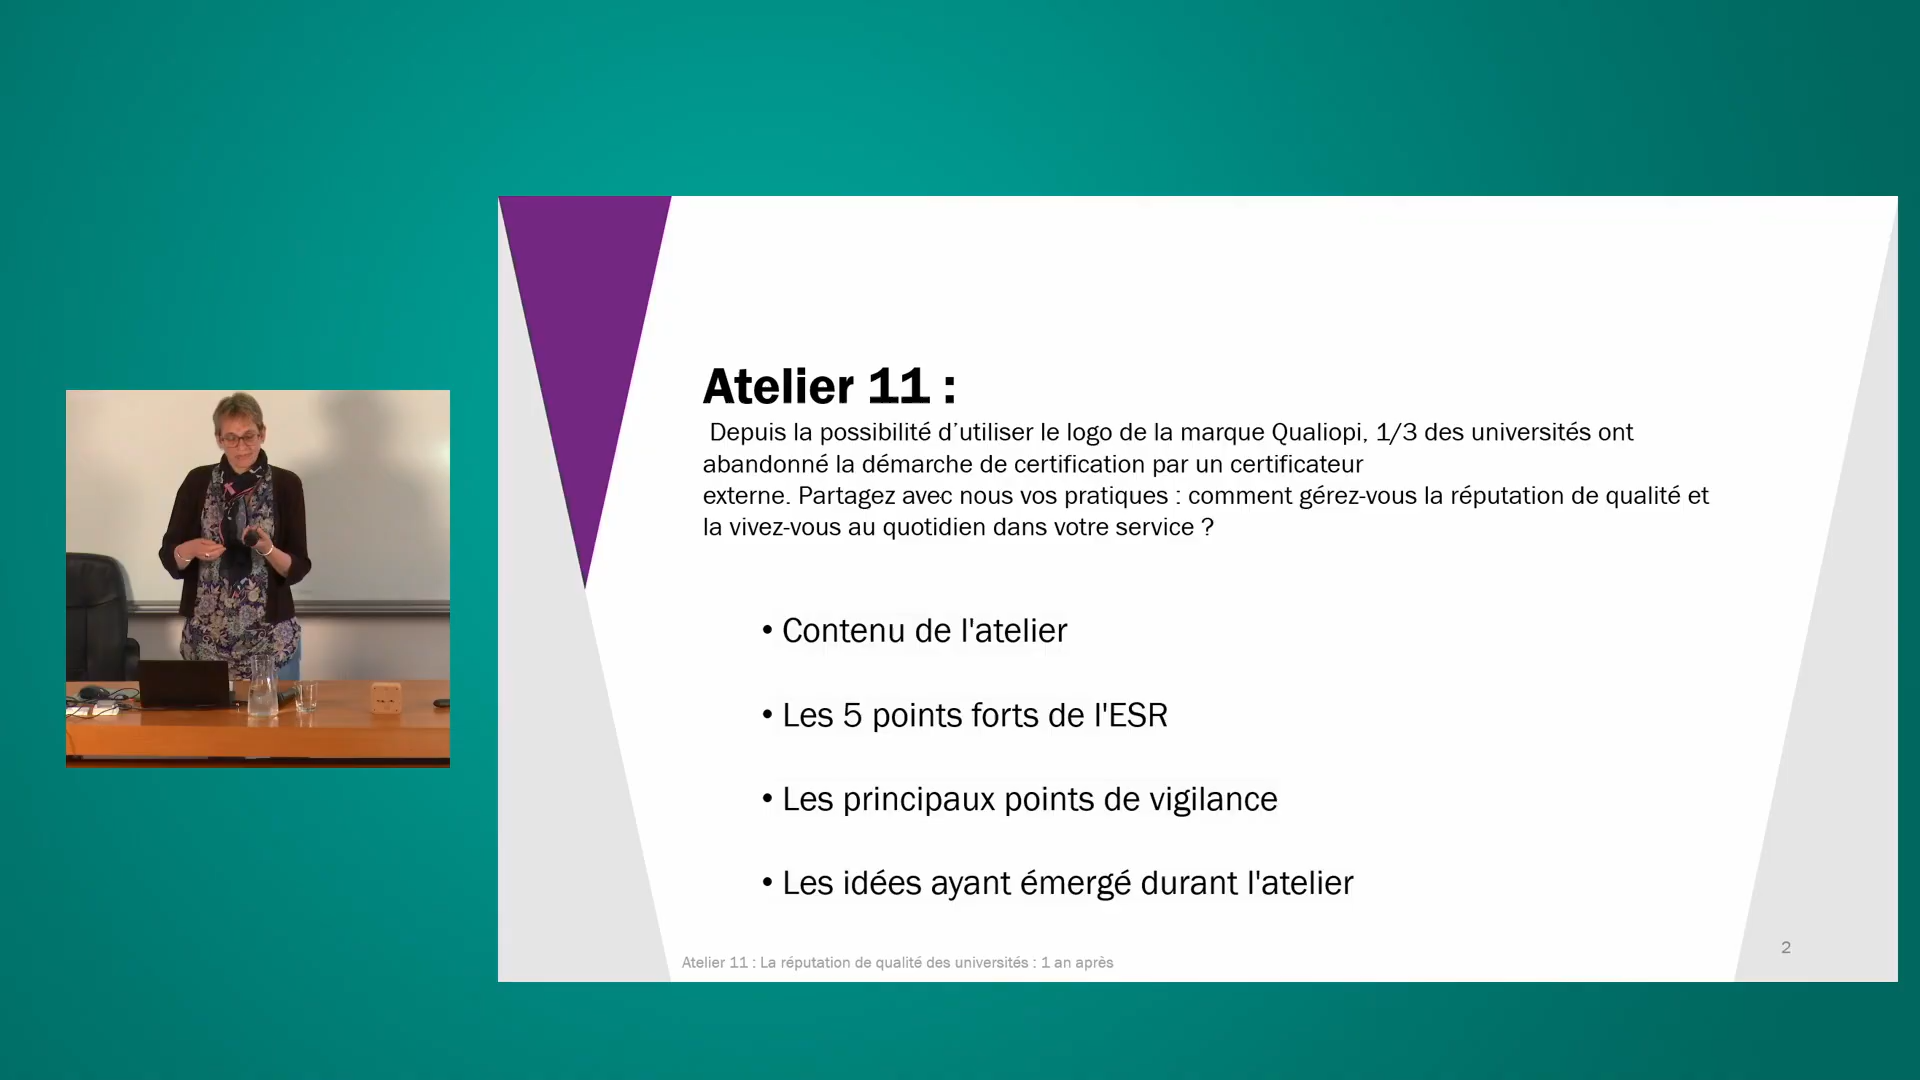 Atelier 11 :
Depuis la possibilité d’utiliser le logo de la marque Qualiopi, 1/3 des universités ont
abandonné la démarche de certification par un certificateur
externe. Partagez avec nous vos pratiques : comment gérez-vous la réputation de qualité et
la vivez-vous au quotidien dans votre service ?
• Contenu de l'atelier
• Les 5 points forts de l'ESR
• Les principaux points de vigilance
• Les idées ayant émergé durant l'atelier
Atelier 11 : La réputation de qualité des universités : 1 an après
2